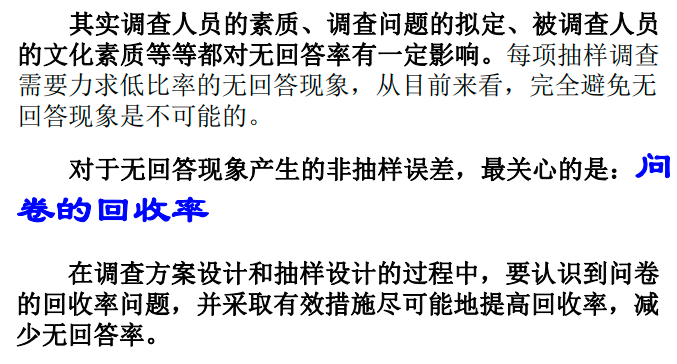 其实调查人员的素质、调查问题的拟定、被调查人员
的文化素质等等都对无回答率有一定影响。每项抽样调查
需要力求低比率的无回答现象，从目前来看，完全避免无
回答现象是不可能的。
对于无回答现象产生的非抽样误差，最关心的是：问
卷的回收率
在调查方案设计和抽样设计的过程中，要认识到问卷
的回收率问题，并采取有效措施尽可能地提高回收率，减
少无回答率。